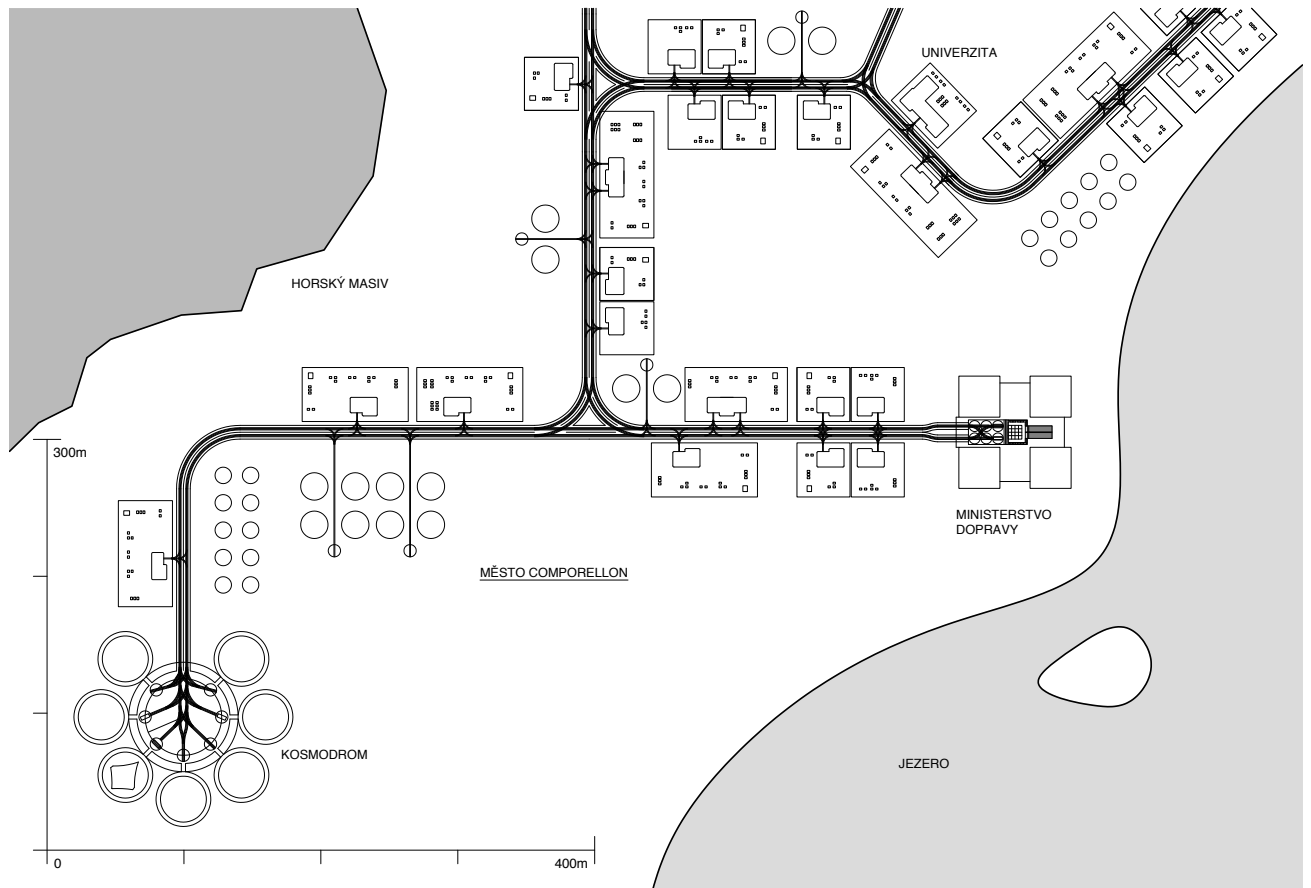 UNIVERZITA
HORSKÝ MASIV
300m
MINISTERSTVO
DOPRAVY
MĚSTO COMPORELLON
KOSMODROM
JEZERO
0
400m